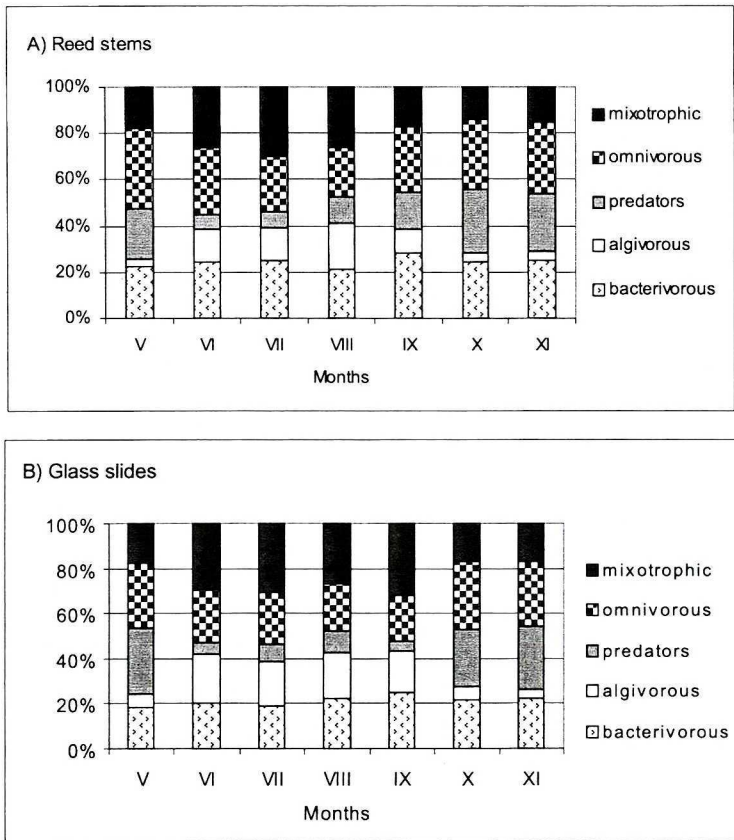 A) Reed stems
100%
80%
60%
40%
20%
0%
V VI VII VIII IX X XI
Months
mixotrophic
omnivorous
predators
algivorous
bacterivorous
B) Glass slides
100%
80%
60%
40%
20%
0%
V VI VII VIII IX X XI
Months
mixotrophic
omnivorous
predators
algivorous
bacterivorous